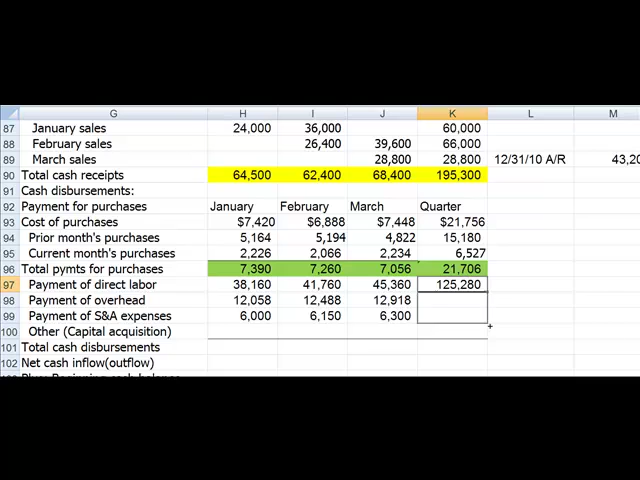 G H I J K L M
87 January sales 24,000 36,000 60,000
88 February sales 26,400 39,600 66,000
89 March sales 28,800 28,800 12/31/10 A/R 43,20
90 Total cash receipts 64,500 62,400 68,400 195,300
91 Cash disbursements:
92 Payment for purchases January February March Quarter
93 Cost of purchases $7,420 $6,888 $7,448 $21,756
94 Prior month's purchases 5,164 5,194 4,822 15,180
95 Current month's purchases 2,226 2,066 2,234 6,527
96 Total pymts for purchases 7,390 7,260 7,056 21,706
97 Payment of direct labor 38,160 41,760 45,360 125,280
98 Payment of overhead 12,058 12,488 12,918
99 Payment of S&A expenses 6,000 6,150 6,300
100 Other (Capital acquisition)
101 Total cash disbursements
102 Net cash inflow(outflow)